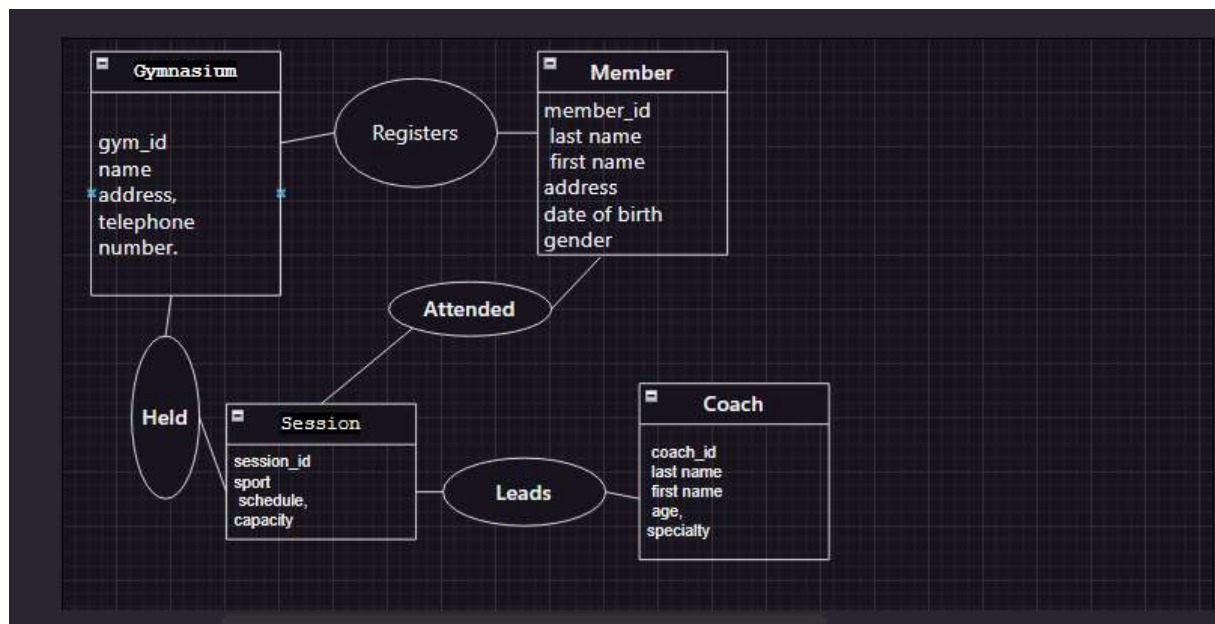 Gymnasium
gym_id
name
address,
telephone
number.
Registers
Member
member_id
last name
first name
address
date of birth
gender
Attended
Held
Session
session_id
sport
schedule,
capacity
Leads
Coach
coach_id
last name
first name
age,
specialty